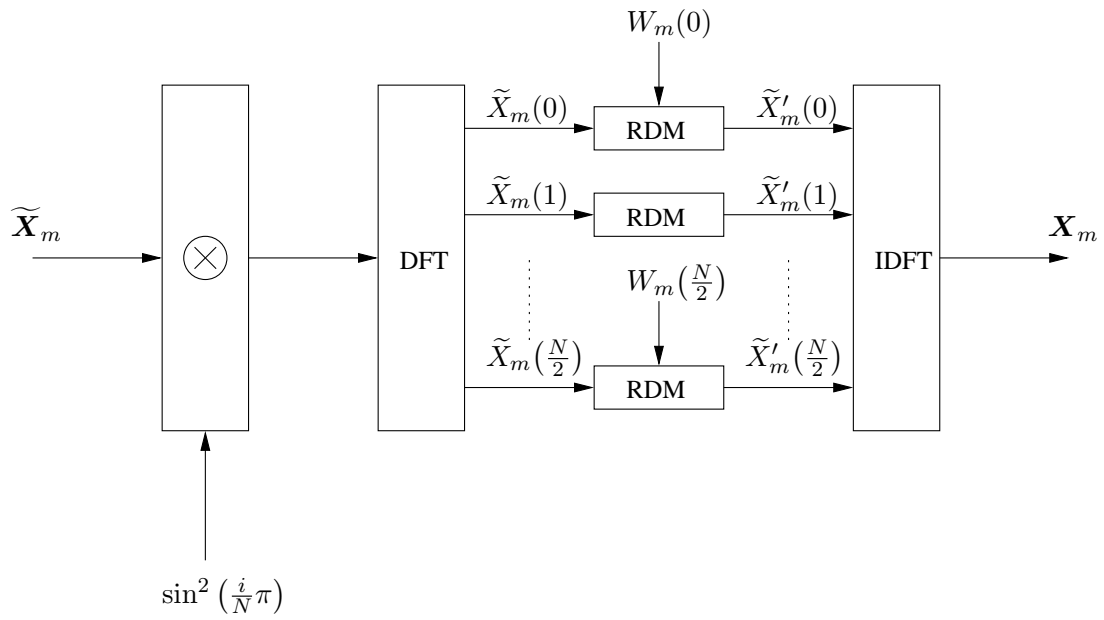 W_m(0)
X̃_m(0)
RDM
X̃′_m(0)
X̃_m(1)
RDM
X̃′_m(1)
X̃_m
DFT
IDFT
X_m
W_m(N/2)
X̃_m(N/2)
RDM
X̃′_m(N/2)
sin²(i/N π)